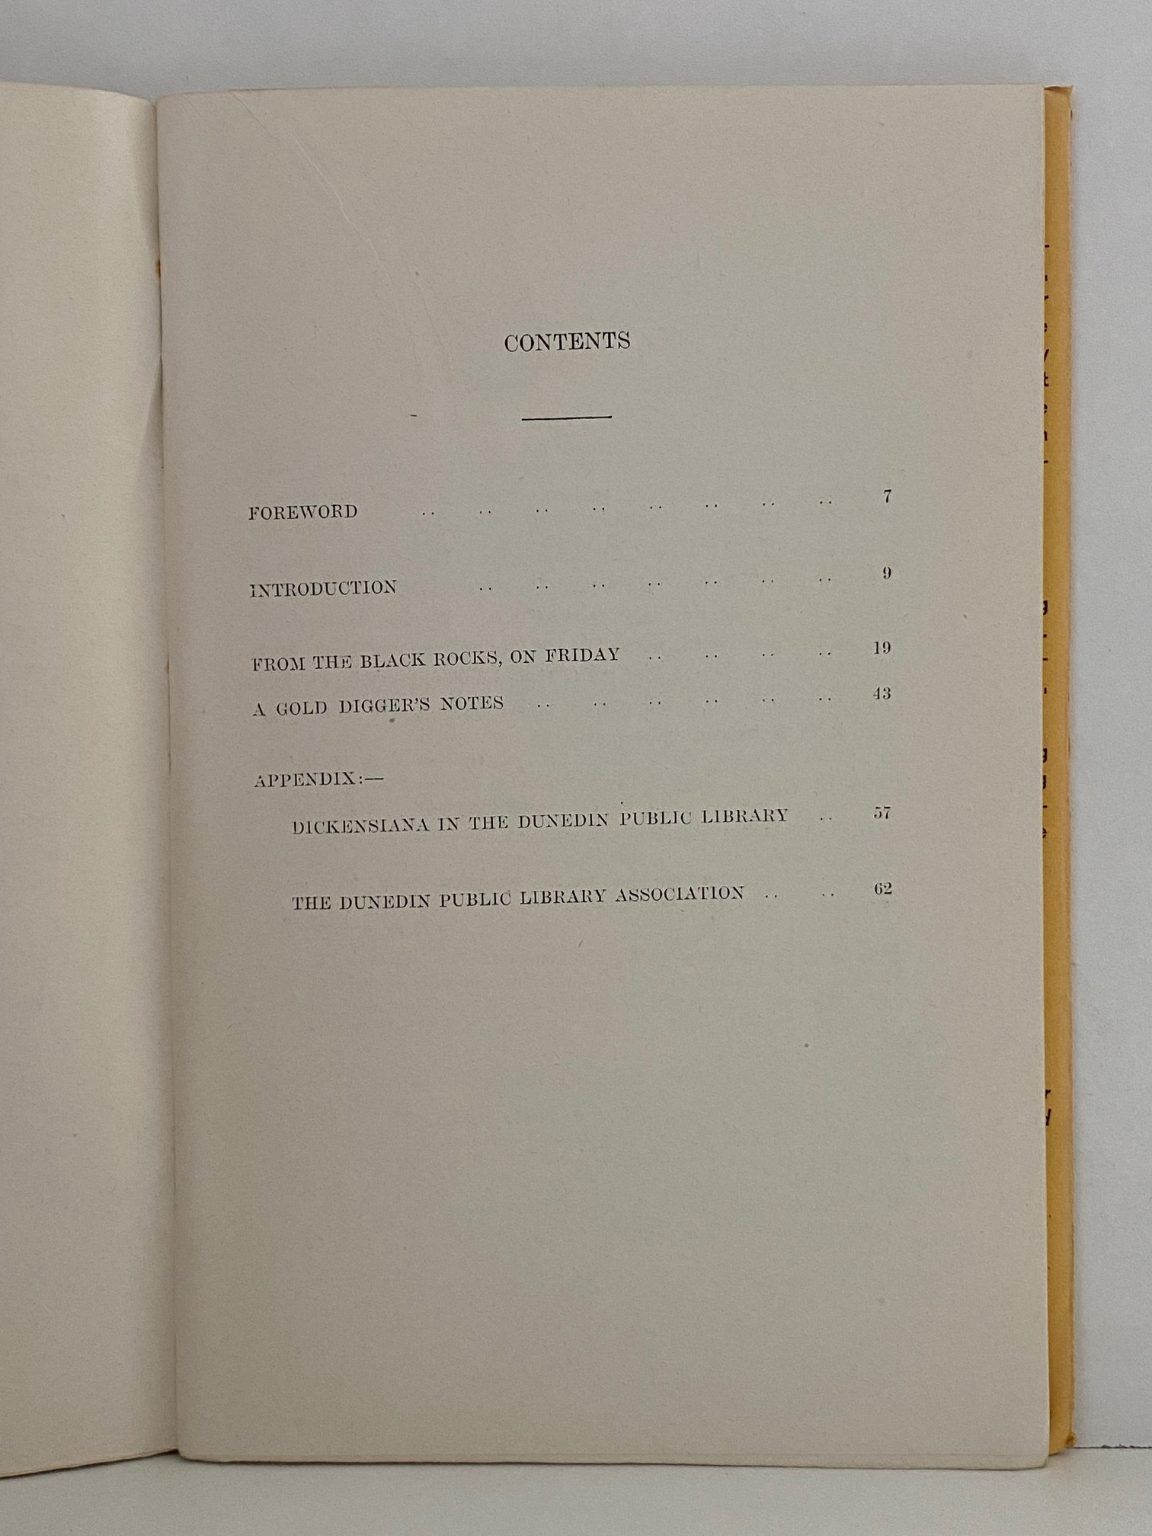 CONTENTS
FOREWORD .. .. .. .. .. .. .. .. 7
INTRODUCTION .. .. .. .. .. .. .. 9
FROM THE BLACK ROCKS, ON FRIDAY .. .. .. .. 19
A GOLD DIGGER'S NOTES .. .. .. .. .. .. 43
APPENDIX:—
DICKENSIANA IN THE DUNEDIN PUBLIC LIBRARY .. 57
THE DUNEDIN PUBLIC LIBRARY ASSOCIATION .. .. 62